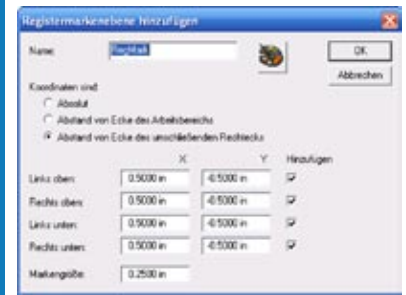 Registermarkenebene hinzufügen
Name:
OK
Abbrechen
Koordinaten sind
Absolut
Abstand von Ecke des Arbeitsbereichs
Abstand von Ecke des umschließenden Rechtecks
X Y Hinzufügen
Links oben: 0.5000 in -0.5000 in
Rechts oben: 0.5000 in -0.5000 in
Links unten: 0.5000 in -0.5000 in
Rechts unten: 0.5000 in -0.5000 in
Markengröße: 0.2500 in